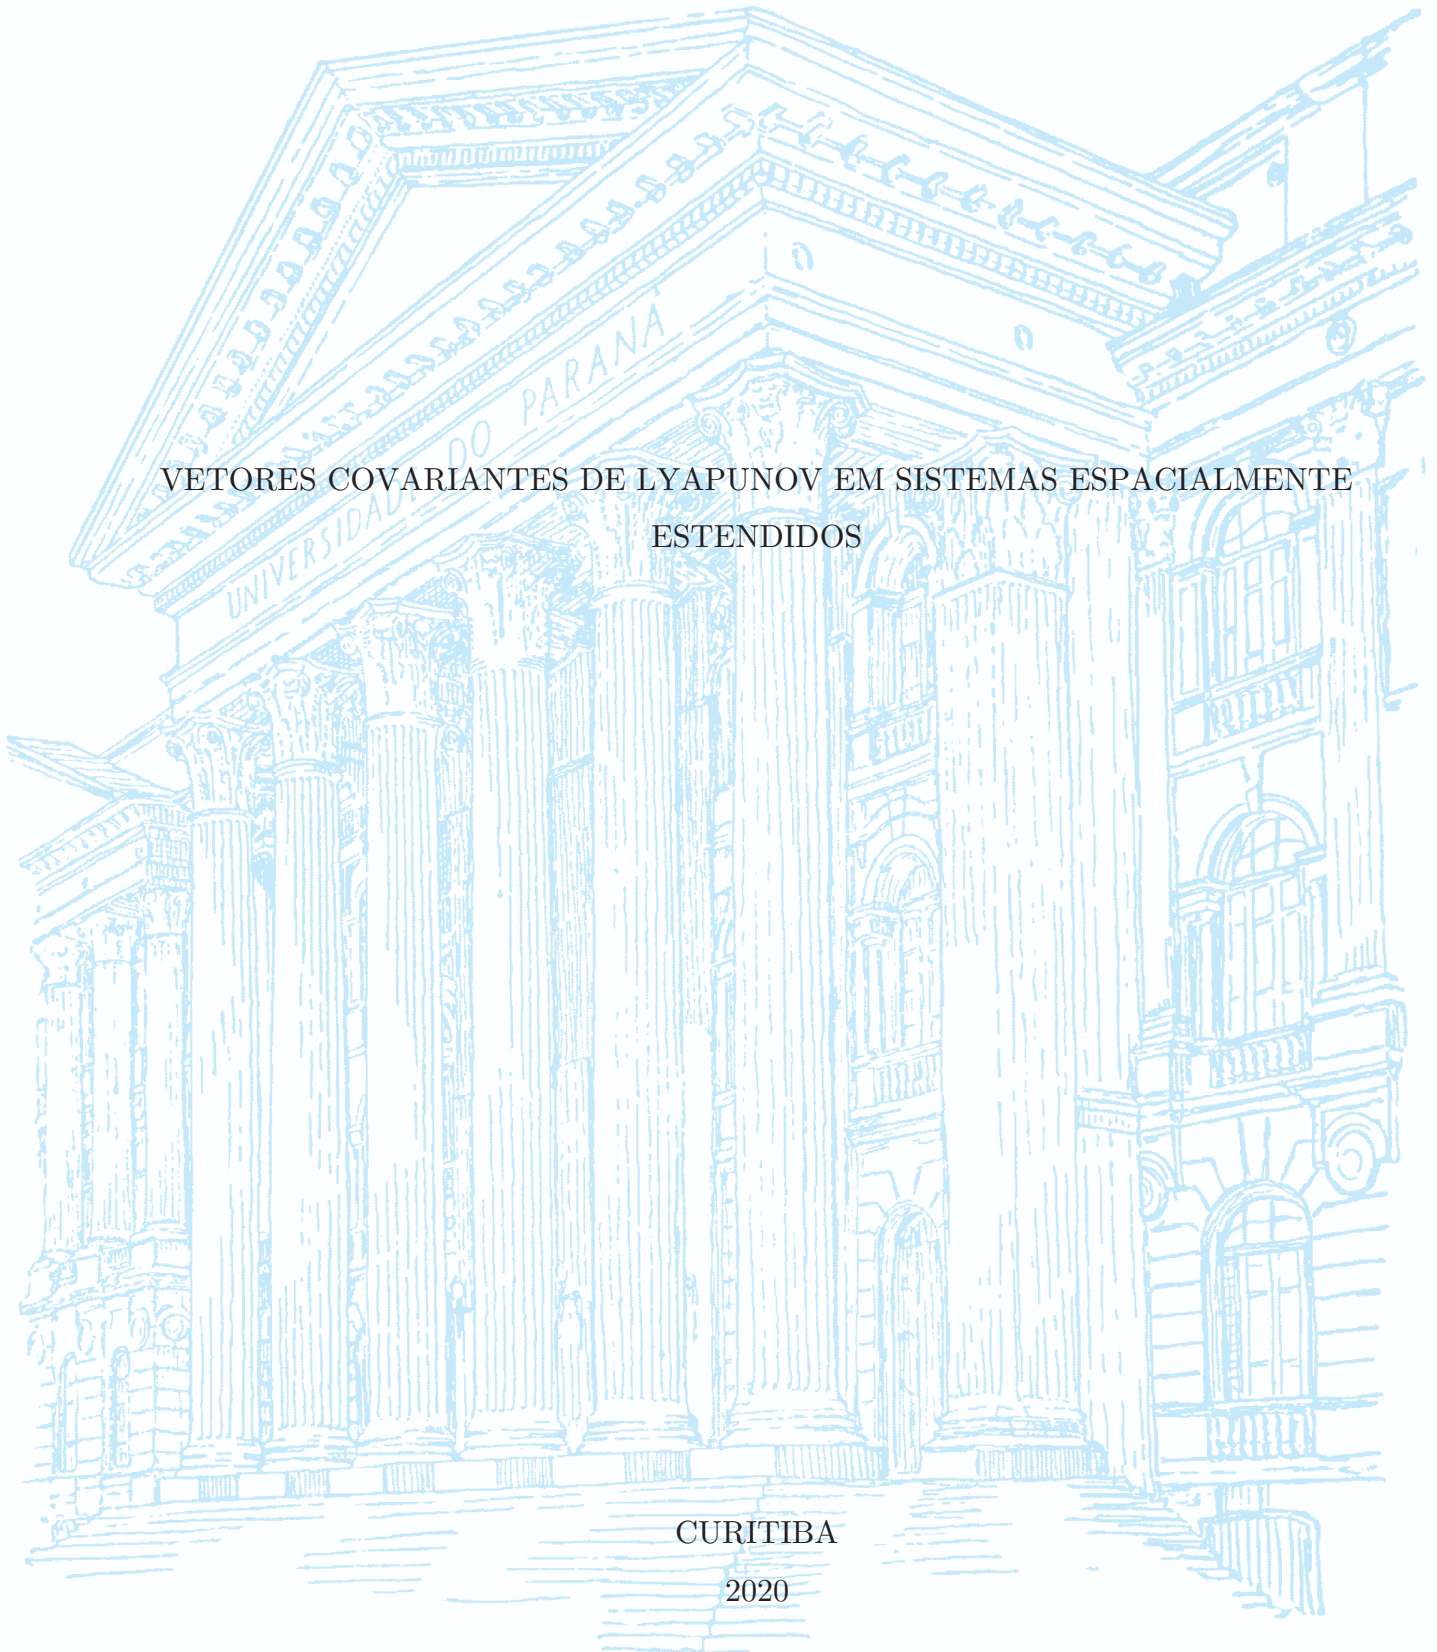 UNIVERSIDADE DO PARANÁ
VETORES COVARIANTES DE LYAPUNOV EM SISTEMAS ESPACIALMENTE
ESTENDIDOS
CURITIBA
2020